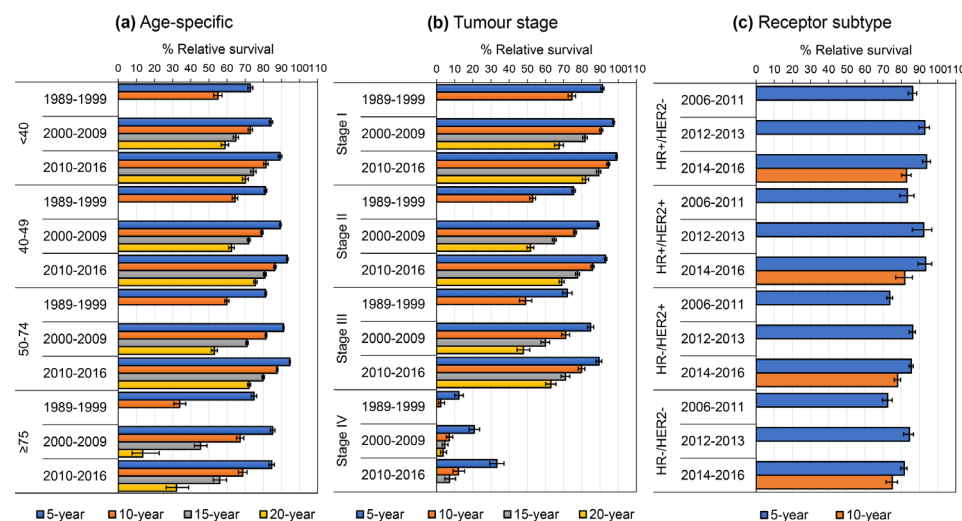 (a) Age-specific
% Relative survival
0 10 20 30 40 50 60 70 80 90 100110
<40
1989-1999
2000-2009
2010-2016
40-49
1989-1999
2000-2009
2010-2016
50-74
1989-1999
2000-2009
2010-2016
≥75
1989-1999
2000-2009
2010-2016
5-year 10-year 15-year 20-year
(b) Tumour stage
% Relative survival
0 10 20 30 40 50 60 70 80 90 100110
Stage I
1989-1999
2000-2009
2010-2016
Stage II
1989-1999
2000-2009
2010-2016
Stage III
1989-1999
2000-2009
2010-2016
Stage IV
1989-1999
2000-2009
2010-2016
5-year 10-year 15-year 20-year
(c) Receptor subtype
% Relative survival
0 10 20 30 40 50 60 70 80 90 100110
HR+/HER2-
2006-2011
2012-2013
2014-2016
HR+/HER2+
2006-2011
2012-2013
2014-2016
HR-/HER2+
2006-2011
2012-2013
2014-2016
HR-/HER2-
2006-2011
2012-2013
2014-2016
5-year 10-year